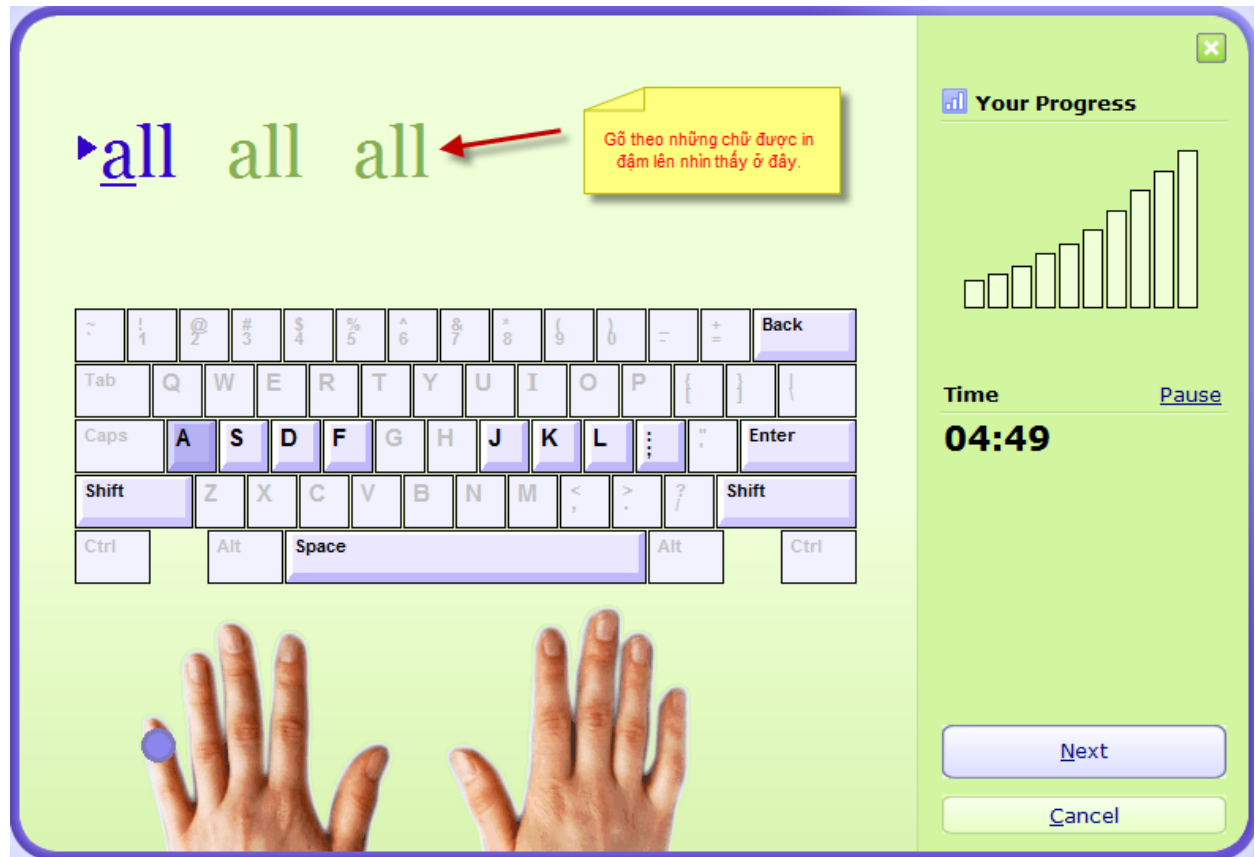 Your Progress
all all all
Gõ theo những chữ được in
đậm lên nhìn thấy ở đây.
~ ` ! 1 @ 2 # 3 $ 4 % 5 ^ 6 & 7 * 8 ( 9 ) 0 _ - + = Back
Tab Q W E R T Y U I O P { [ } ] | \
Caps A S D F G H J K L : ; " ' Enter
Shift Z X C V B N M < , > . ? / Shift
Ctrl Alt Space Alt Ctrl
Time Pause
04:49
Next
Cancel